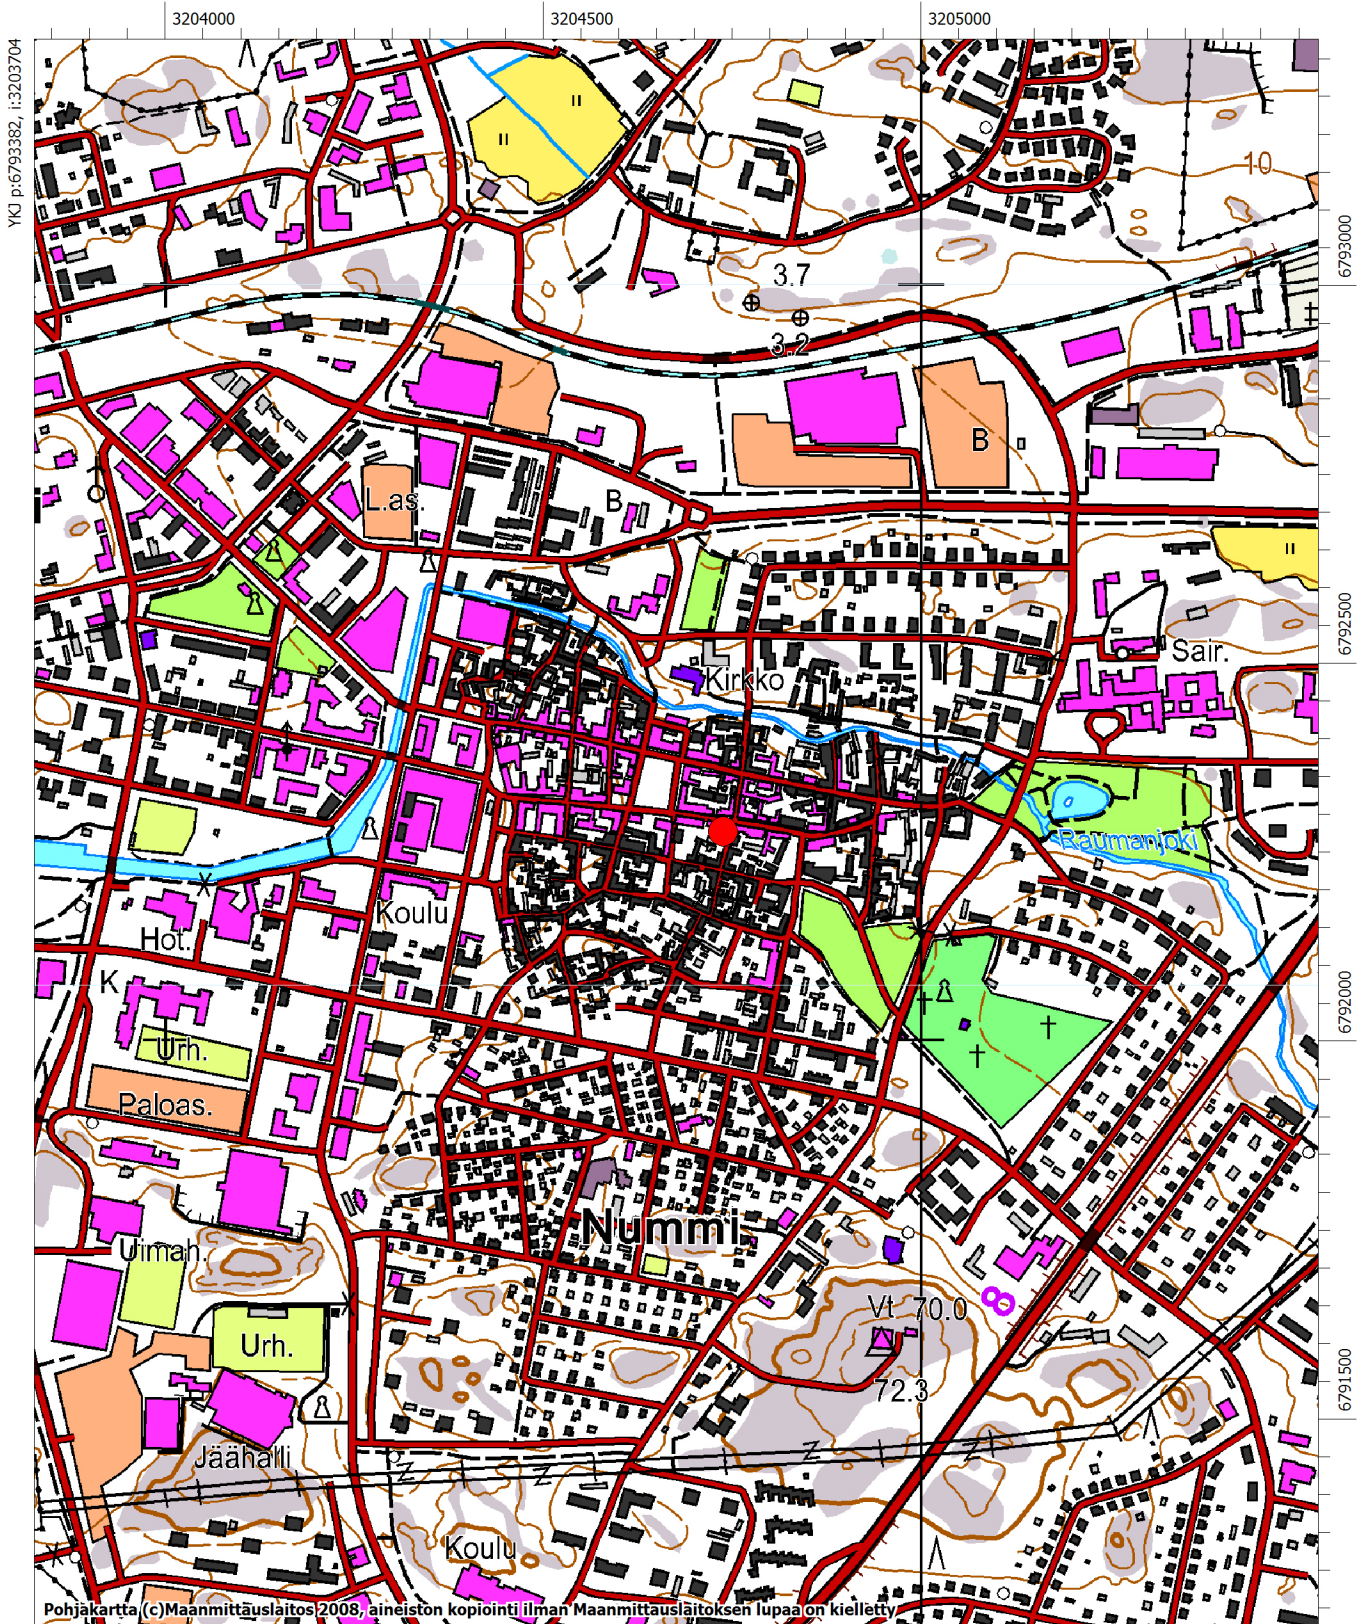 3204000 3204500 3205000
YKJ p:6793382, i:3203704
10
6793000
3.7
3.2
B
L.as.
B
6792500
Sair.
Kirkko
Raumanjoki
Koulu
Hot.
K
6792000
Urh.
Paloas.
Nummi
Uimah.
Vt. 70.0
8
Urh.
72.3
6791500
Jäähalli
Koulu
Pohjakartta (c)Maanmittauslaitos 2008, aineiston kopiointi ilman Maanmittauslaitoksen lupaa on kielletty